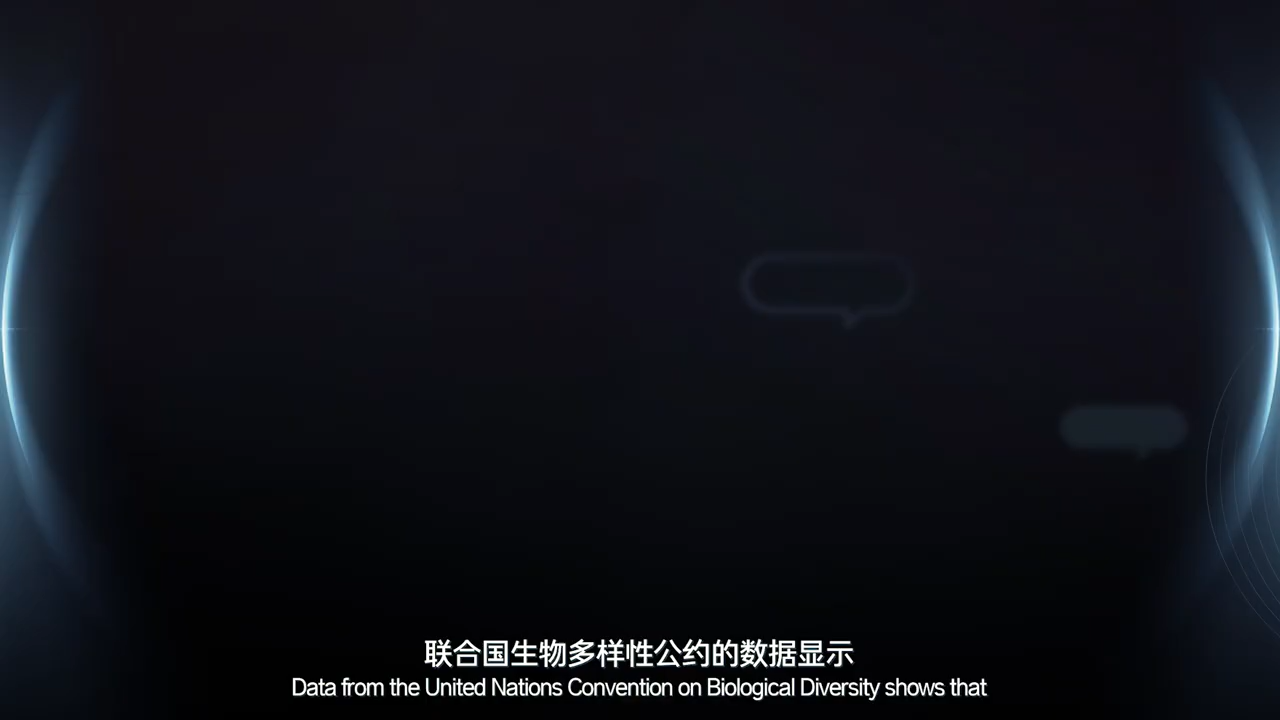 联合国生物多样性公约的数据显示
Data from the United Nations Convention on Biological Diversity shows that